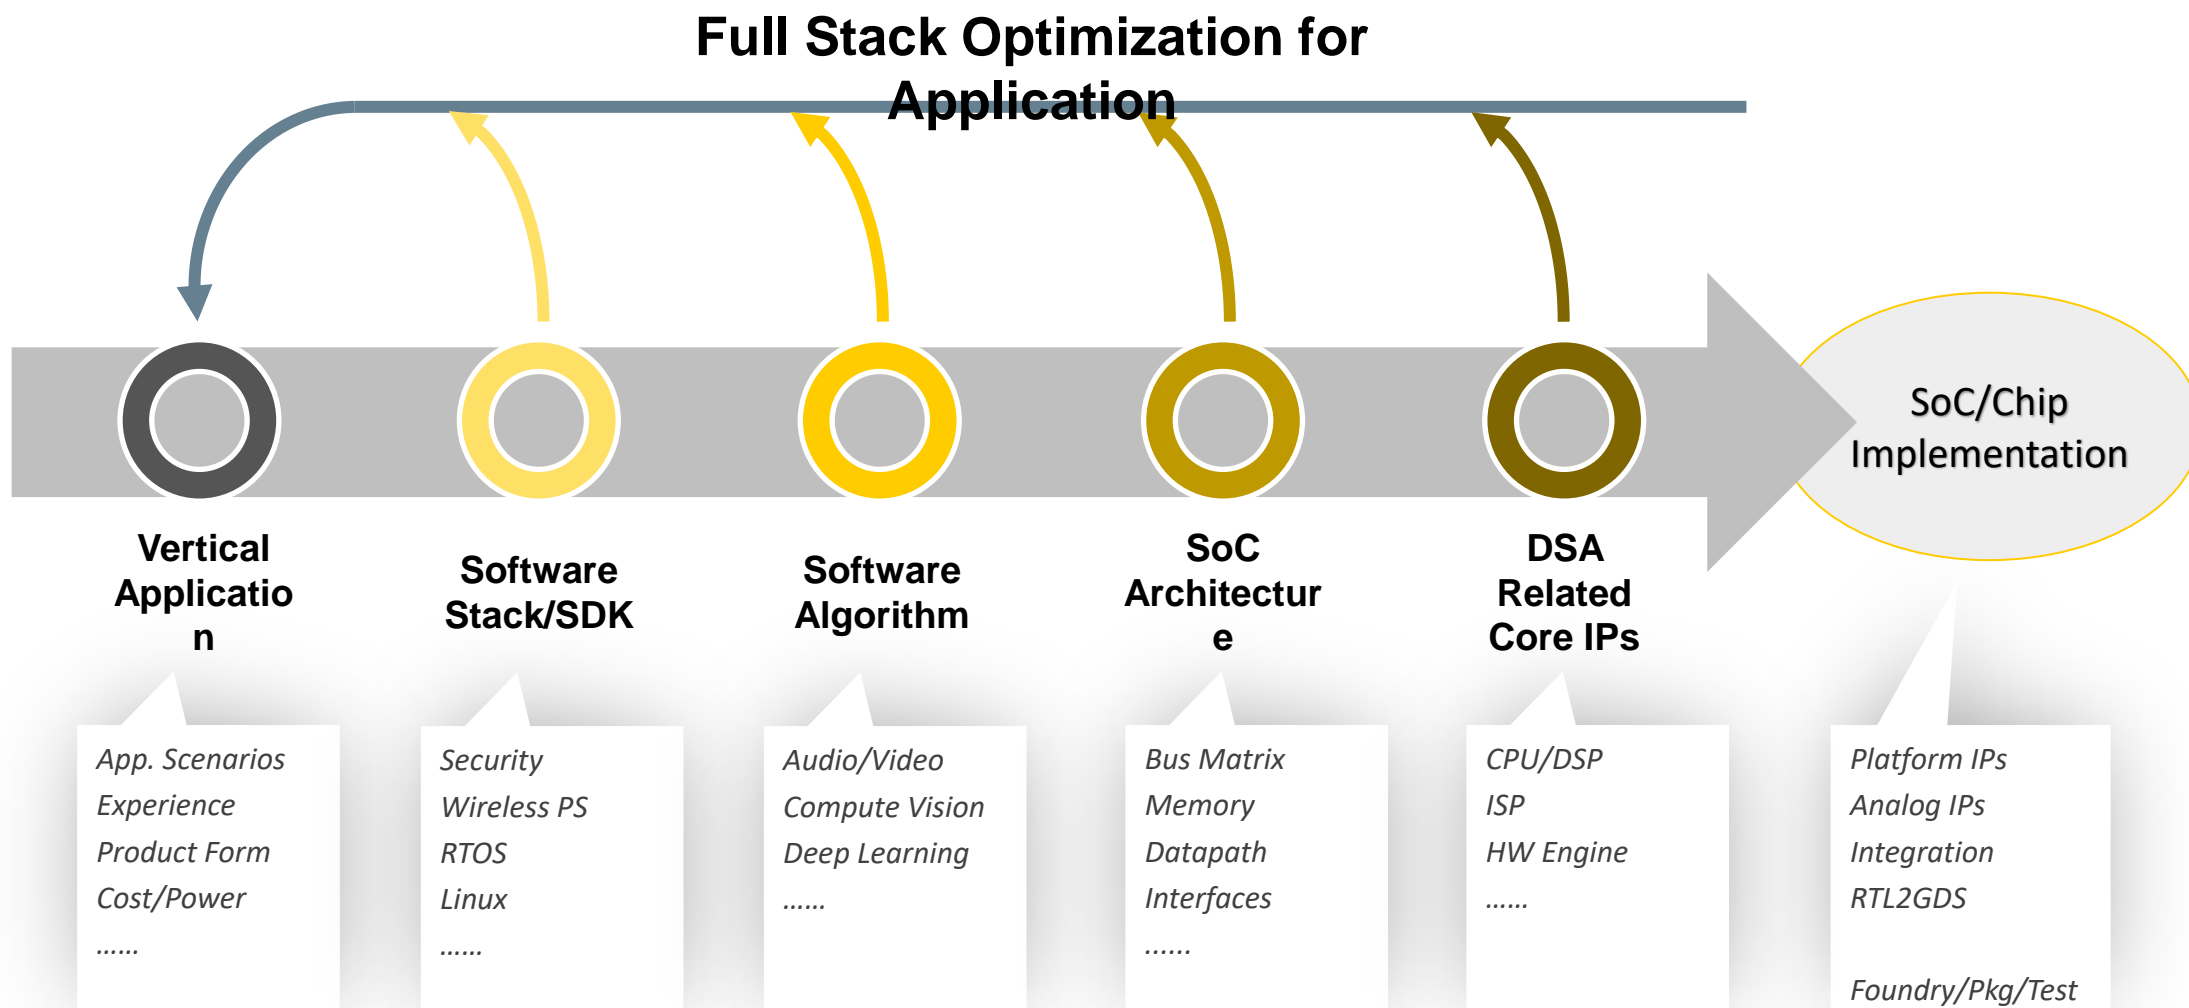 Full Stack Optimization for
Application
SoC/Chip
Implementation
Vertical
Applicatio
n
Software
Stack/SDK
Software
Algorithm
SoC
Architectur
e
DSA
Related
Core IPs
App. Scenarios
Experience
Product Form
Cost/Power
......
Security
Wireless PS
RTOS
Linux
......
Audio/Video
Compute Vision
Deep Learning
......
Bus Matrix
Memory
Datapath
Interfaces
......
CPU/DSP
ISP
HW Engine
......
Platform IPs
Analog IPs
Integration
RTL2GDS
Foundry/Pkg/Test